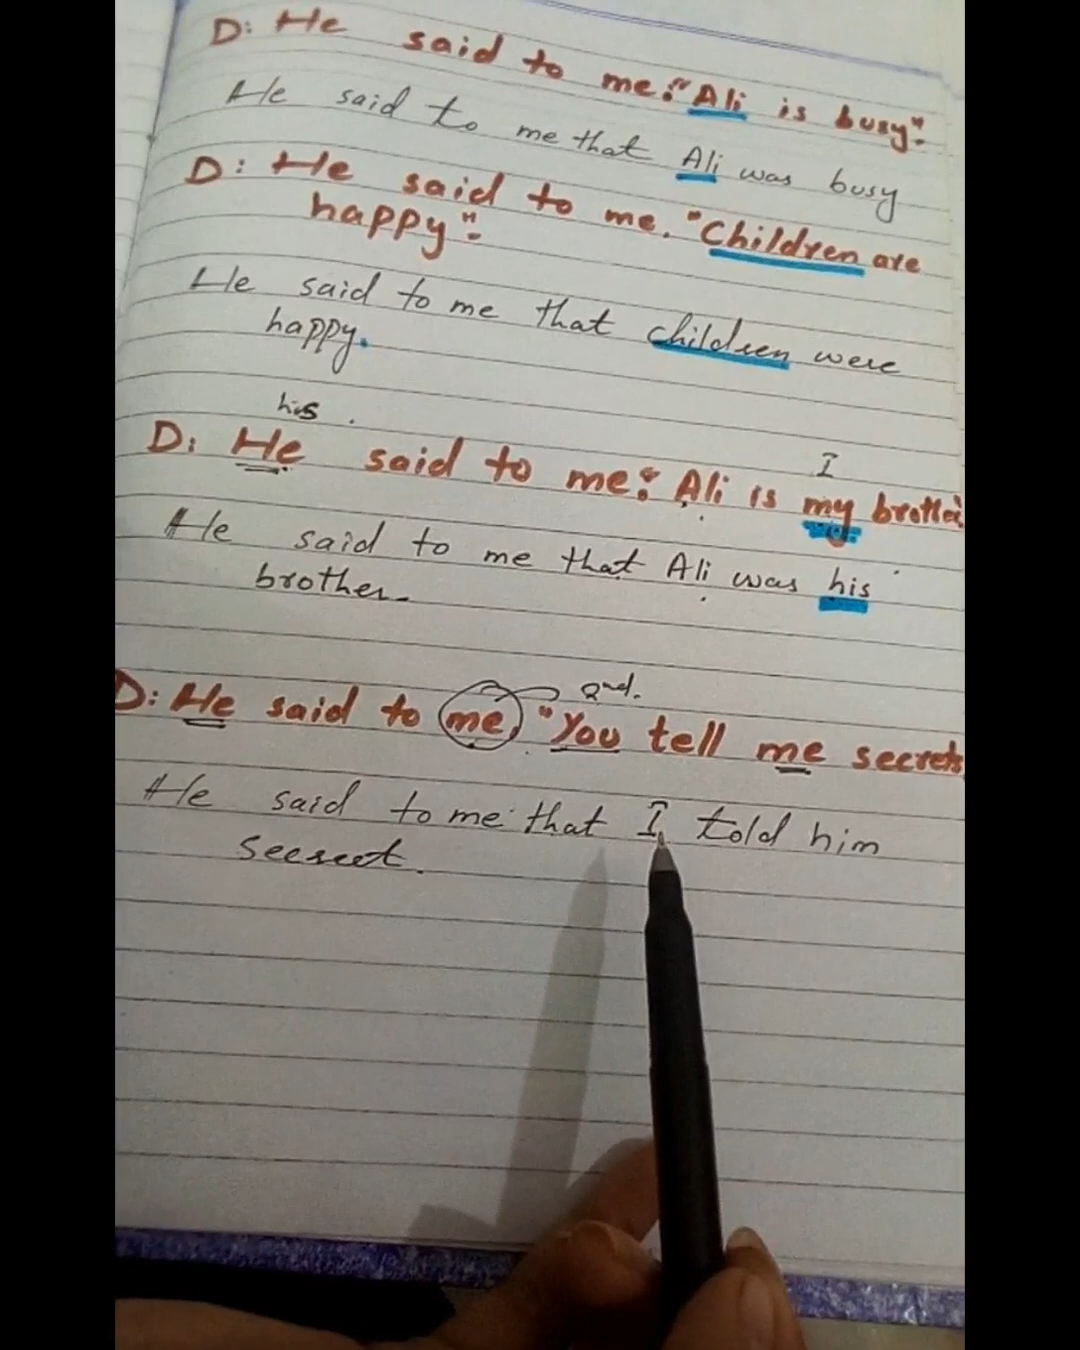 D: He said to me: "Ali is busy".
He said to me that Ali was busy
D: He said to me. "Children are
happy".
He said to me that children were
happy.
his.
D: He said to me: Ali is my brother
I
He said to me that Ali was his
brother.
2nd.
D: He said to me, "You tell me secrets
He said to me that I told him
seecret.